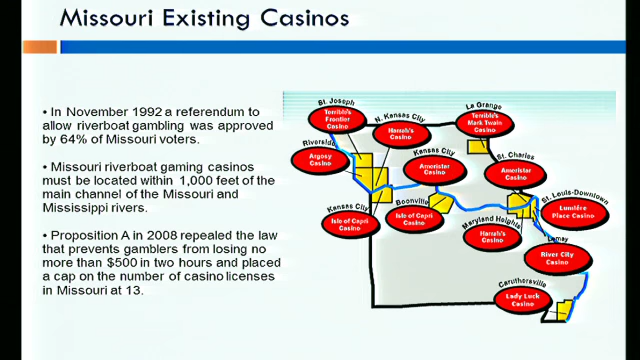 Missouri Existing Casinos
• In November 1992 a referendum to
allow riverboat gambling was approved
by 64% of Missouri voters.
• Missouri riverboat gaming casinos
must be located within 1,000 feet of the
main channel of the Missouri and
Mississippi rivers.
• Proposition A in 2008 repealed the law
that prevents gamblers from losing no
more than $500 in two hours and placed
a cap on the number of casino licenses
in Missouri at 13.
St. Joseph
Terrible's
Frontier
Casino
N. Kansas City
Harrah's
Casino
La Grange
Terrible's
Mark Twain
Casino
Riverside
Argosy
Casino
Kansas City
Ameristar
Casino
St. Charles
Ameristar
Casino
Kansas City
Isle of Capri
Casino
Boonville
Isle of Capri
Casino
Maryland Heights
Harrah's
Casino
St. Louis-Downtown
Lumière
Place Casino
Lemay
River City
Casino
Caruthersville
Lady Luck
Casino